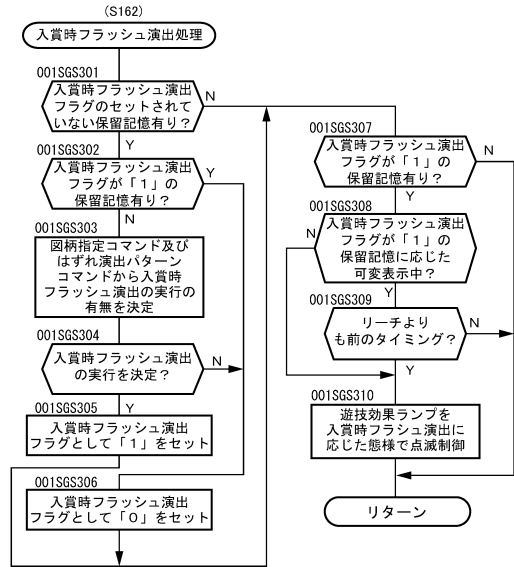 (S162)
入賞時フラッシュ演出処理
001SGS301
入賞時フラッシュ演出
フラグのセットされて
いない保留記憶有り？
N
Y
001SGS302
入賞時フラッシュ演出
フラグが「1」の
保留記憶有り？
Y
N
001SGS303
図柄指定コマンド及び
はずれ演出パターン
コマンドから入賞時
フラッシュ演出の実行の
有無を決定
001SGS304
入賞時フラッシュ演出
の実行を決定？
N
Y
001SGS305
入賞時フラッシュ演出
フラグとして「1」をセット
001SGS306
入賞時フラッシュ演出
フラグとして「0」をセット
001SGS307
入賞時フラッシュ演出
フラグが「1」の
保留記憶有り？
N
Y
001SGS308
入賞時フラッシュ演出
フラグが「1」の
保留記憶に応じた
可変表示中？
N
Y
001SGS309
リーチより
も前のタイミング？
N
Y
001SGS310
遊技効果ランプを
入賞時フラシュ演出に
応じた態様で点滅制御
リターン